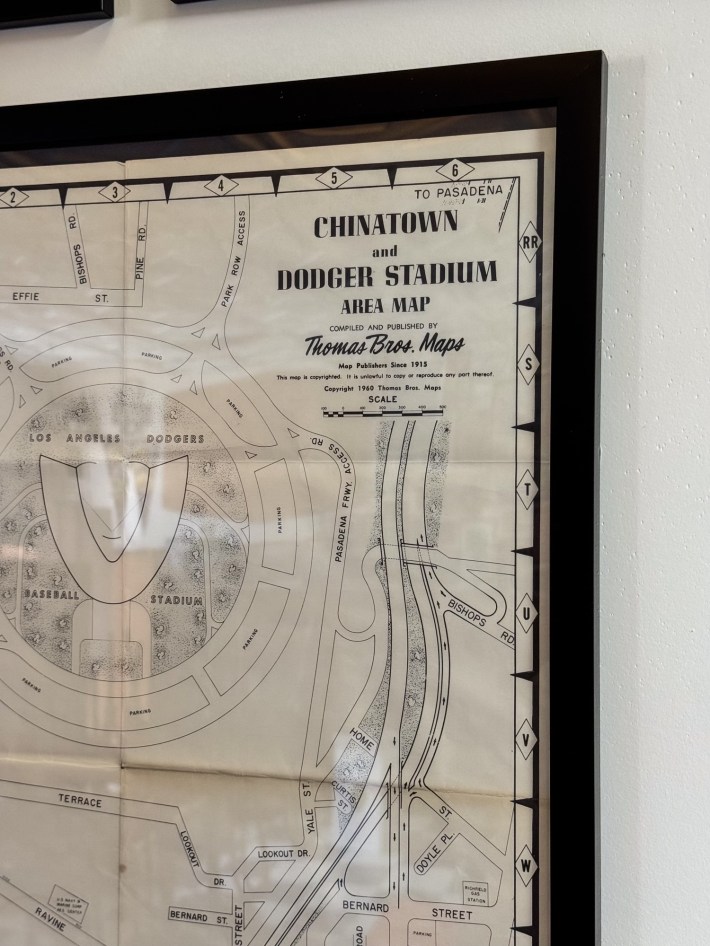 2
3
4
5
6
TO PASADENA
CHINATOWN
and
DODGER STADIUM
AREA MAP
COMPILED AND PUBLISHED BY
Thomas Bros. Maps
Map Publishers Since 1915
This map is copyrighted. It is unlawful to copy or reproduce any part thereof.
Copyright 1960 Thomas Bros. Maps
SCALE
RR
S
T
U
V
W
BISHOPS RD.
PINE RD.
PARK ROW ACCESS
EFFIE ST.
RD.
PARKING
PARKING
PARKING
LOS ANGELES DODGERS
BASEBALL STADIUM
PARKING
PARKING
PARKING
PARKING
PASADENA FRWY. ACCESS RD.
BISHOPS RD.
HOME
CURTIS ST.
YALE ST.
TERRACE
LOOKOUT DR.
LOOKOUT DR.
ST.
DOYLE PL.
RICHFIELD
GAS
STATION
BERNARD ST.
STREET
BERNARD STREET
RAVINE
PARKING